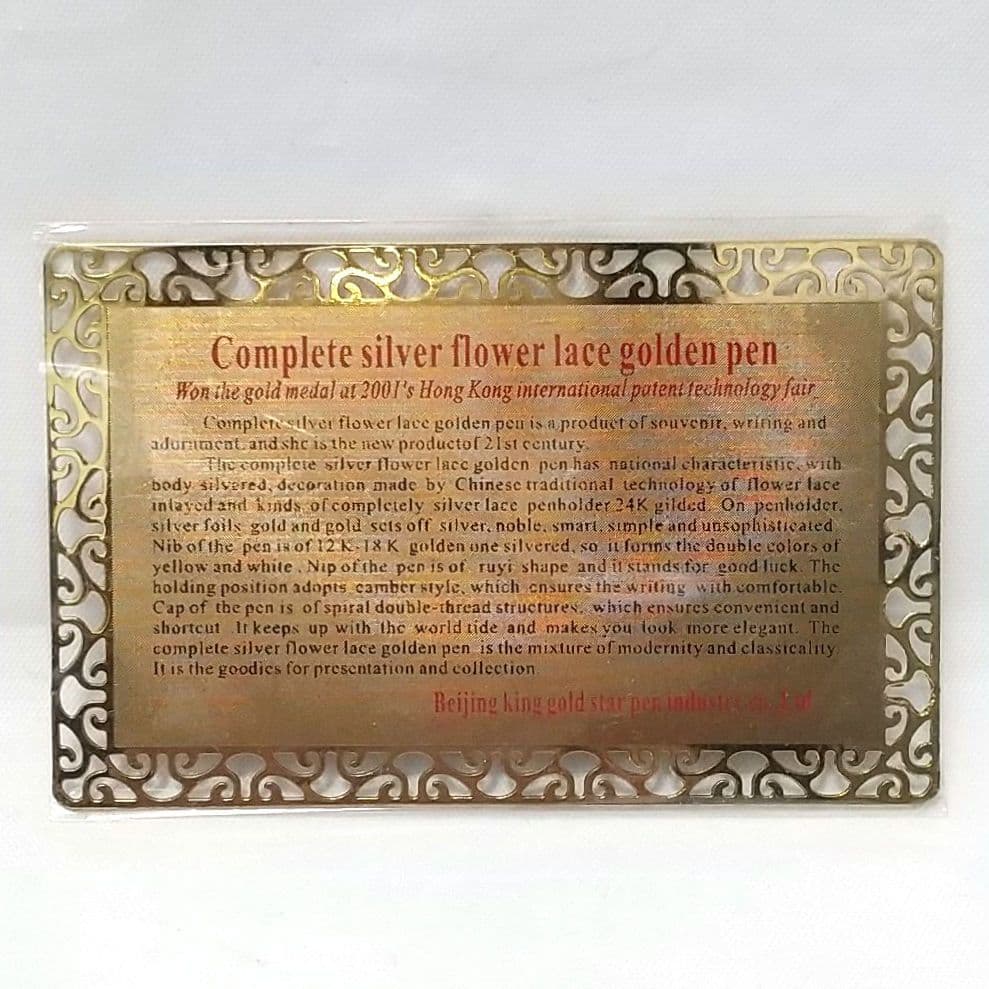 Complete silver flower lace golden pen
Won the gold medal at 2001's Hong Kong international potent technology fair
Complete silver flower lace golden pen is a product of souvenir, writing and
adornment, and she is the new productof 21st century.
The complete silver flower lace golden pen has national characteristic, with
body silvered, decoration made by Chinese traditional technology of flower lace
inlayed and kinds of completely silver lace penholder 24K gilded. On penholder,
silver foils gold and gold sets off silver, noble, smart, simple and unsophisticated
Nib of the pen is of 12 K-18 K golden one silvered, so it forms the double colors of
yellow and white . Nip of the pen is of ruyi shape and it stands for good luck. The
holding position adopts camber style, which ensures the writing with comfortable.
Cap of the pen is of spiral double-thread structures, which ensures convenient and
shortcut .It keeps up with the world tide and makes you look more elegant. The
complete silver flower lace golden pen is the mixture of modernity and classicality.
It is the goodies for presentation and collection
Beijing king gold star pen co.,Ltd